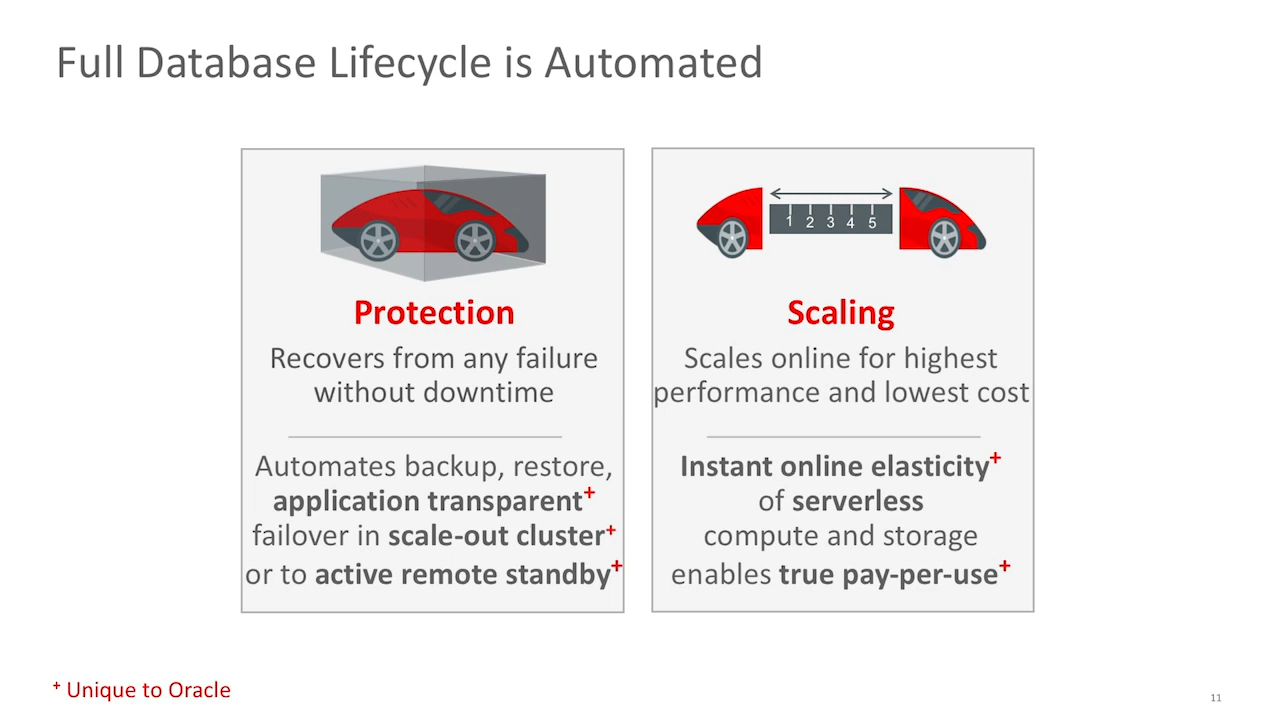 Full Database Lifecycle is Automated
1 2 3 4 5
Protection
Recovers from any failure
without downtime
Automates backup, restore,
application transparent+
failover in scale-out cluster+
or to active remote standby+
Scaling
Scales online for highest
performance and lowest cost
Instant online elasticity+
of serverless
compute and storage
enables true pay-per-use+
+ Unique to Oracle
11